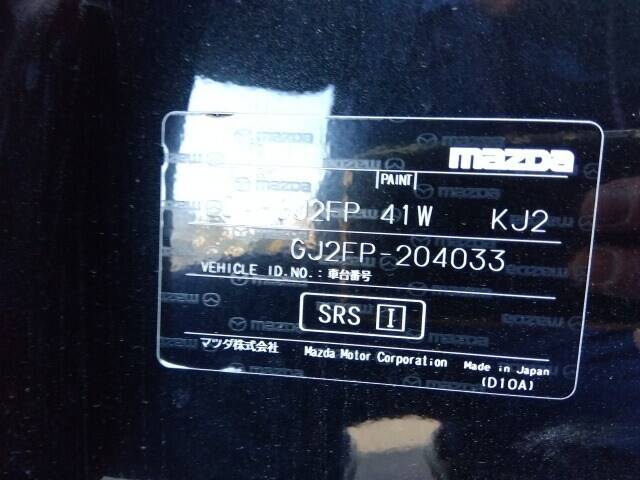 mazda
PAINT
GJ2FP 41W KJ2
GJ2FP-204033
VEHICLE ID.NO.:車台番号
SRS I
マツダ株式会社 Mazda Motor Corporation Made in Japan
(D10A)